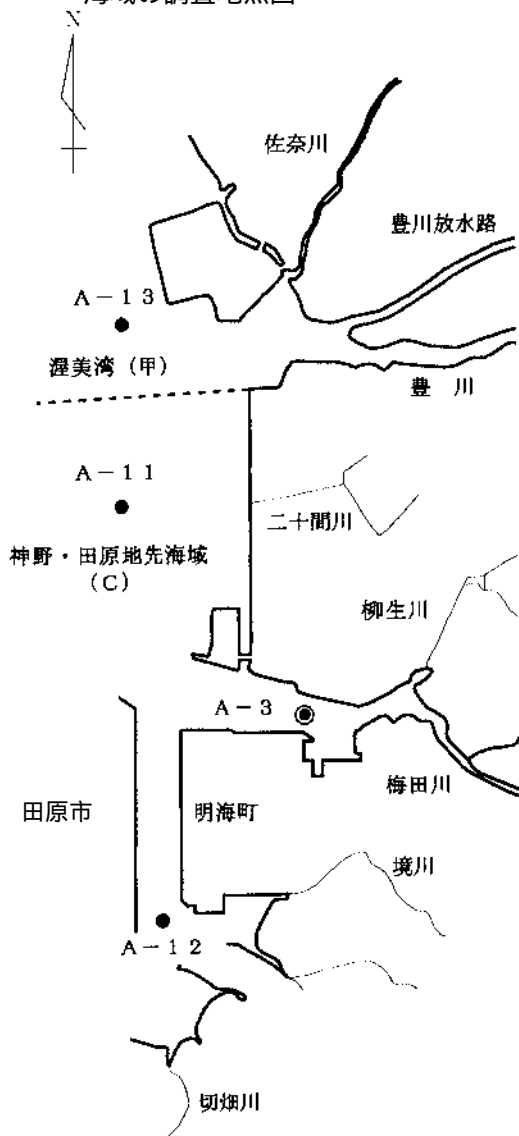 海域の調査地点図
N
佐奈川
豊川放水路
A-13
渥美湾（甲）
豊 川
A-11
二十間川
神野・田原地先海域
（C）
柳生川
A-3
梅田川
田原市
明海町
境川
A-12
切畑川